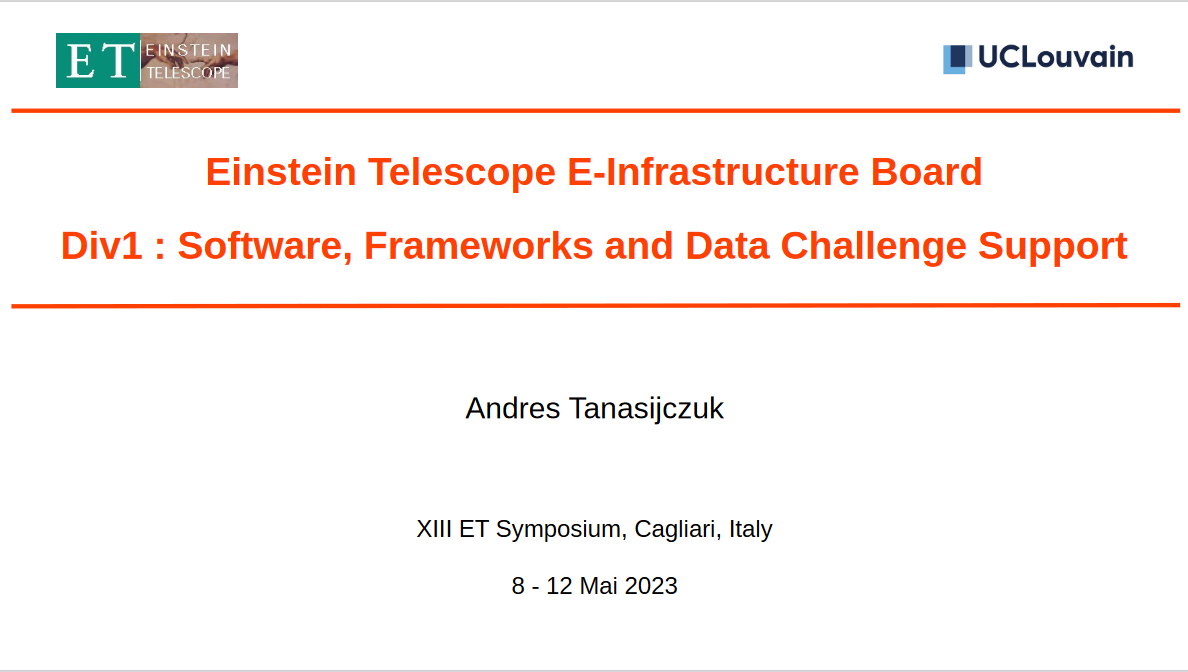 ET EINSTEIN
TELESCOPE
UCLouvain
Einstein Telescope E-Infrastructure Board
Div1 : Software, Frameworks and Data Challenge Support
Andres Tanasijczuk
XIII ET Symposium, Cagliari, Italy
8 - 12 Mai 2023